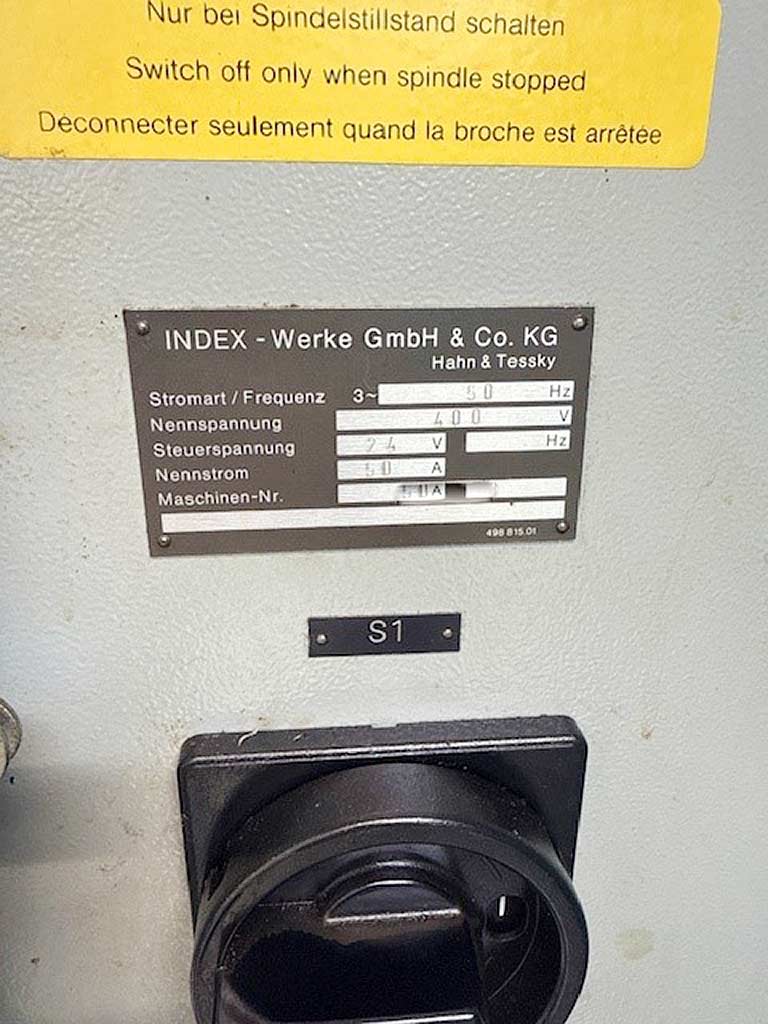 Nur bei Spindelstillstand schalten
Switch off only when spindle stopped
Déconnecter seulement quand la broche est arrêtée
INDEX - Werke GmbH & Co. KG
Hahn & Tessky
Stromart / Frequenz 3~ 50 Hz
Nennspannung 400 V
Steuerspannung 24 V Hz
Nennstrom 50 A
Maschinen-Nr. 50 A
498 815.01
S1